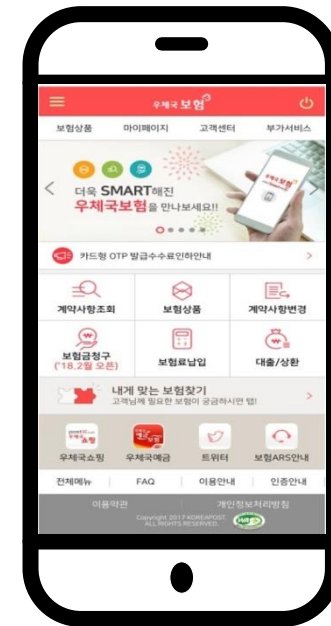 우체국보험
보험상품 마이페이지 고객센터 부가서비스
더욱 SMART해진
우체국보험을 만나보세요!!
카드형 OTP 발급수수료인하안내
계약사항조회 보험상품 계약사항변경
보험금청구
('18.2월 오픈) 보험료납입 대출/상환
내게 맞는 보험찾기
고객님께 필요한 보험이 궁금하시면 탭!
우체국쇼핑 우체국예금 트위터 보험ARS안내
전체메뉴 FAQ 이용안내 인증안내
이용약관 개인정보처리방침
Copyright 2017 KOREAPOST.
ALL RIGHTS RESERVED.